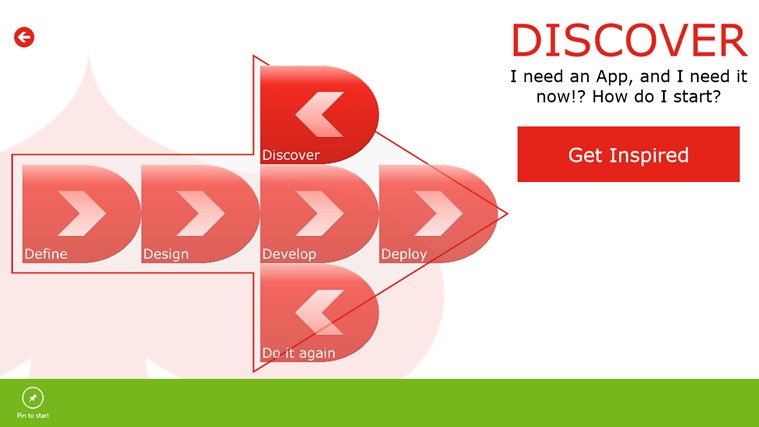 DISCOVER
I need an App, and I need it
now!? How do I start?
Get Inspired
Discover
Define
Design
Develop
Deploy
Do it again
Pin to start